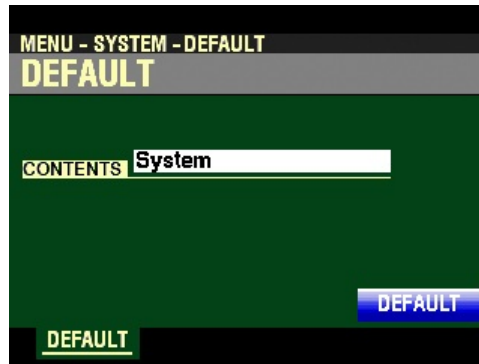 MENU - SYSTEM - DEFAULT
DEFAULT
CONTENTS System
DEFAULT
DEFAULT